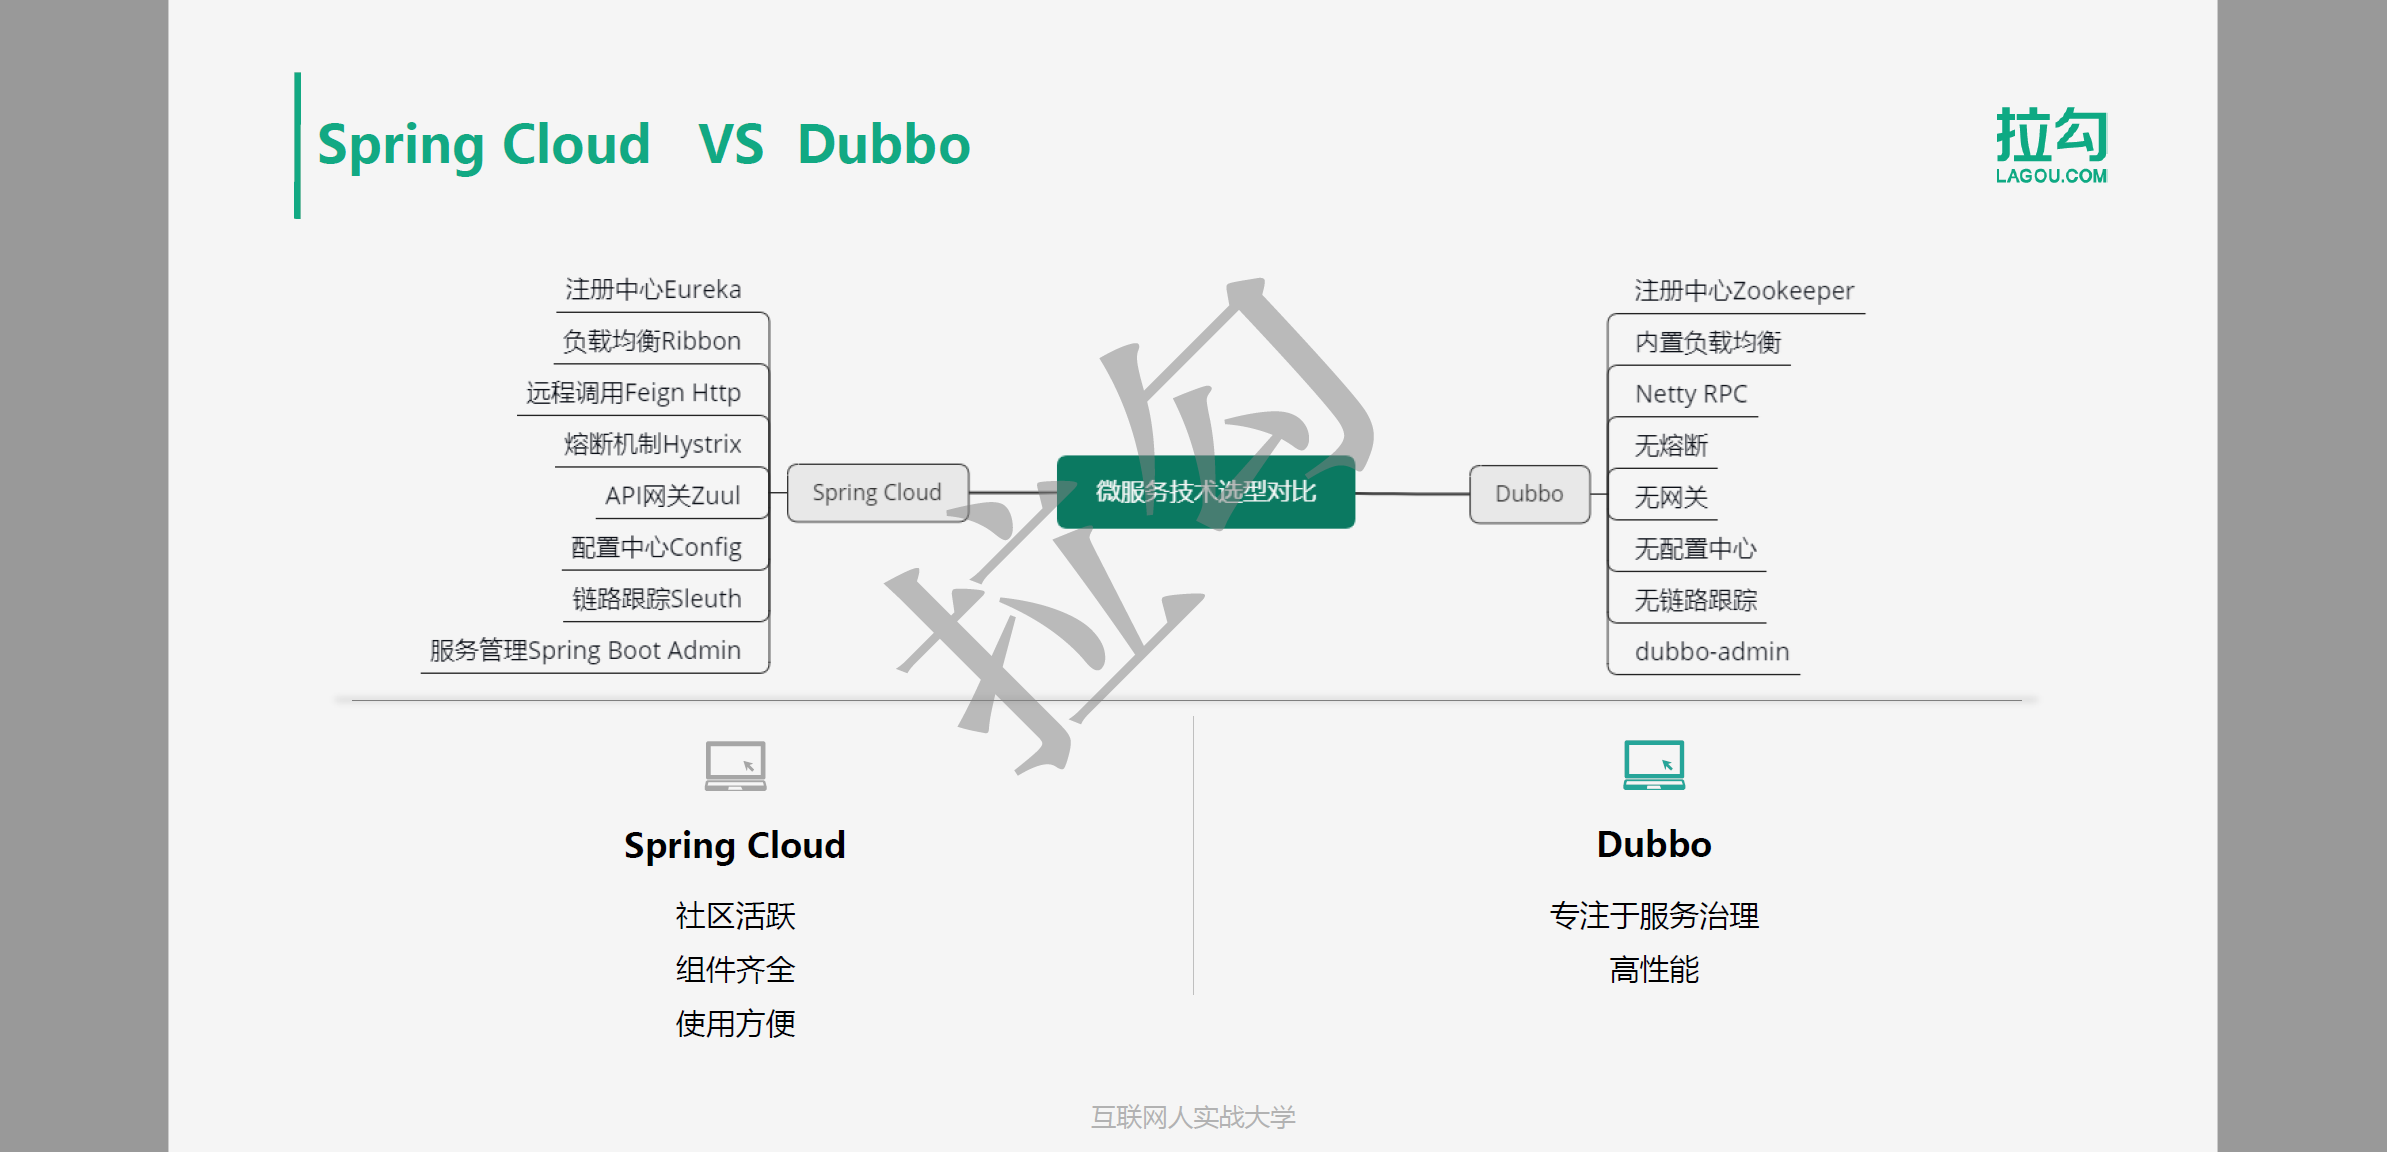 Spring Cloud VS Dubbo
拉勾
LAGOU.COM
注册中心Eureka
负载均衡Ribbon
远程调用Feign Http
熔断机制Hystrix
API网关Zuul
配置中心Config
链路跟踪Sleuth
服务管理Spring Boot Admin
Spring Cloud
微服务技术选型对比
Dubbo
注册中心Zookeeper
内置负载均衡
Netty RPC
无熔断
无网关
无配置中心
无链路跟踪
dubbo-admin
拉勾
Spring Cloud
社区活跃
组件齐全
使用方便
Dubbo
专注于服务治理
高性能
互联网人实战大学